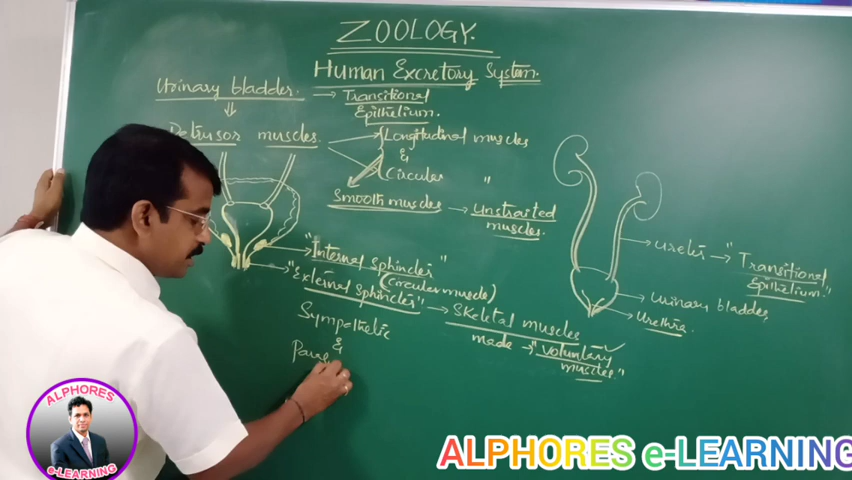 ZOOLOGY.
Human Excretory System.
Urinary bladder. → Transitional
Epithelium.
⇓
Detrusor muscles. Longitudinal muscles
&
Circular "
Smooth muscles → Unstraited
muscles.
"Internal sphincter"
(circular muscle)
"External sphincter" → Skeletal muscles
made → "Voluntary ✓
muscles."
Sympathetic
&
Para
Ureter → "Transitional
Epithelium."
Urinary bladder,
Urethra.
ALPHORES
e-LEARNING
ALPHORES e-LEARNING